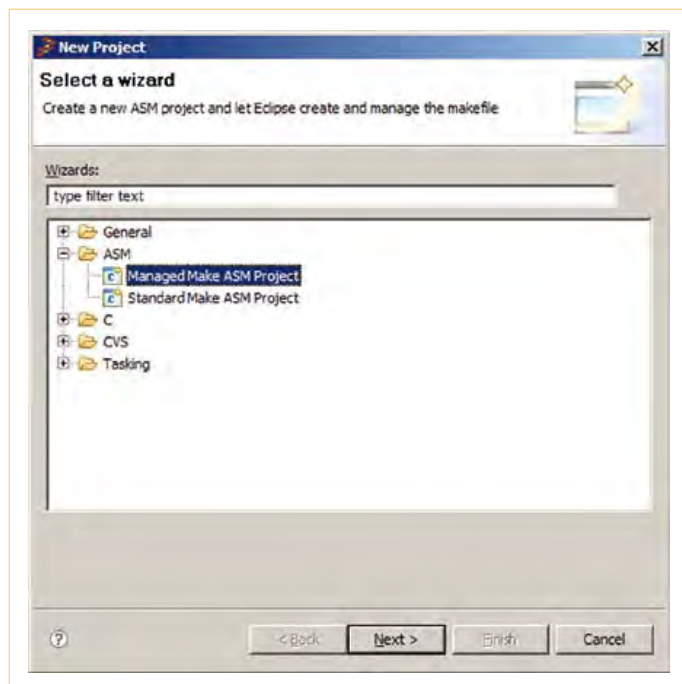 New Project
Select a wizard
Create a new ASM project and let Eclipse create and manage the makefile
Wizards:
type filter text
General
ASM
Managed Make ASM Project
Standard Make ASM Project
C
CVS
Tasking
?
< Back
Next >
Finish
Cancel